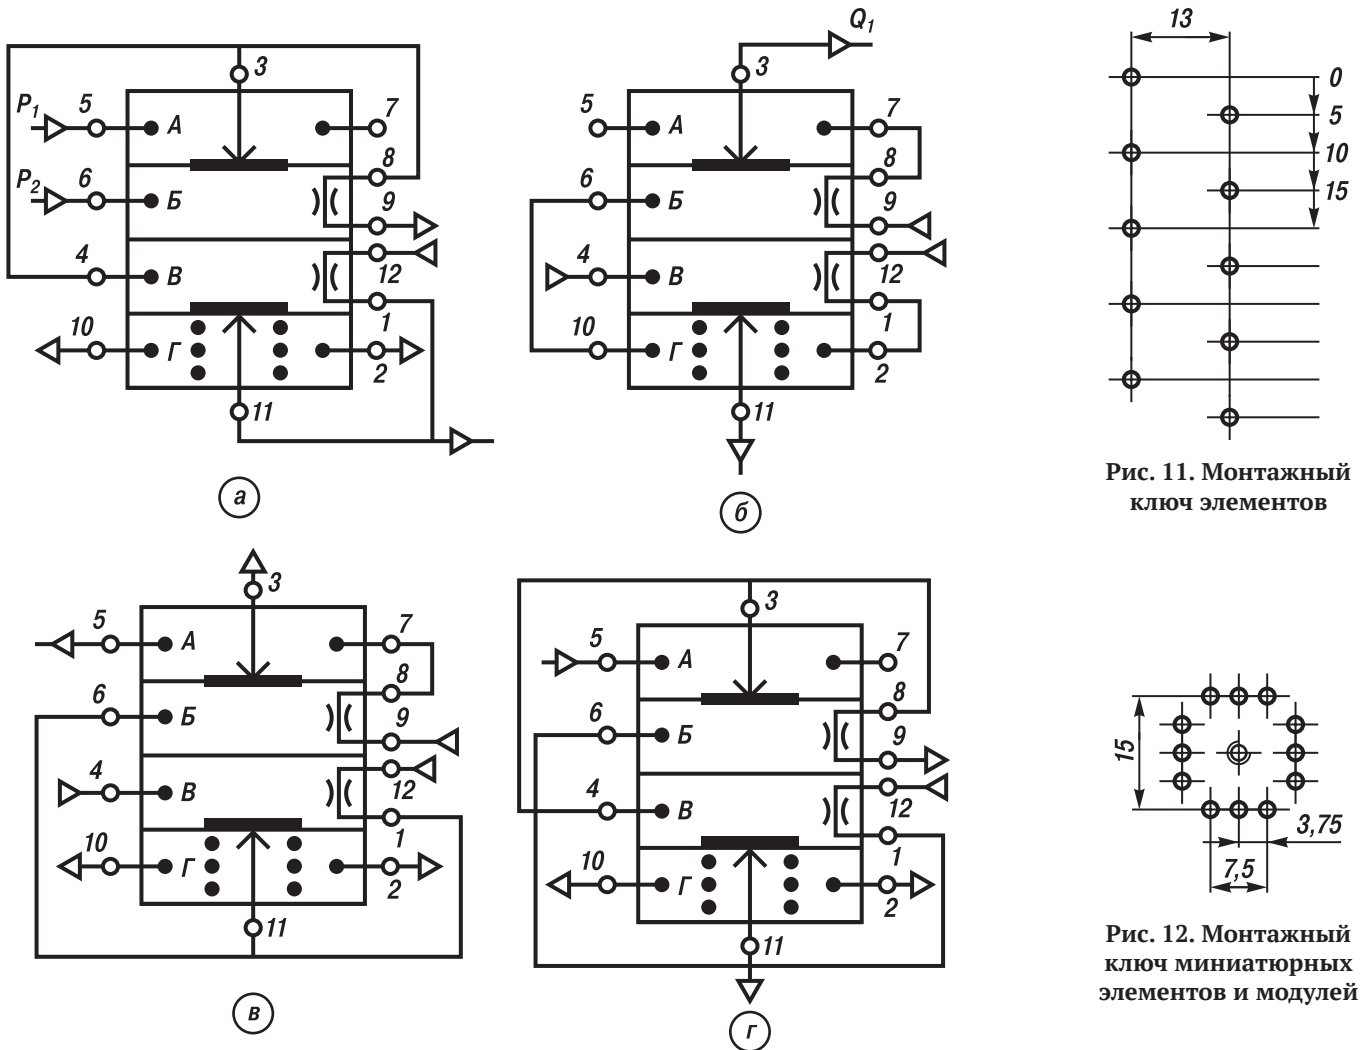 Q₁
3
P₁
5
А
7
P₂
6
Б
8
9
4
В
12
10
Г
1
2
11
а
3
5
А
7
6
Б
8
9
4
В
12
10
Г
1
2
11
б
13
0
5
10
15
Рис. 11. Монтажный
ключ элементов
3
5
А
7
6
Б
8
9
4
В
12
10
Г
1
2
11
в
3
5
А
7
6
Б
8
9
4
В
12
10
Г
1
2
11
г
15
3,75
7,5
Рис. 12. Монтажный
ключ миниатюрных
элементов и модулей